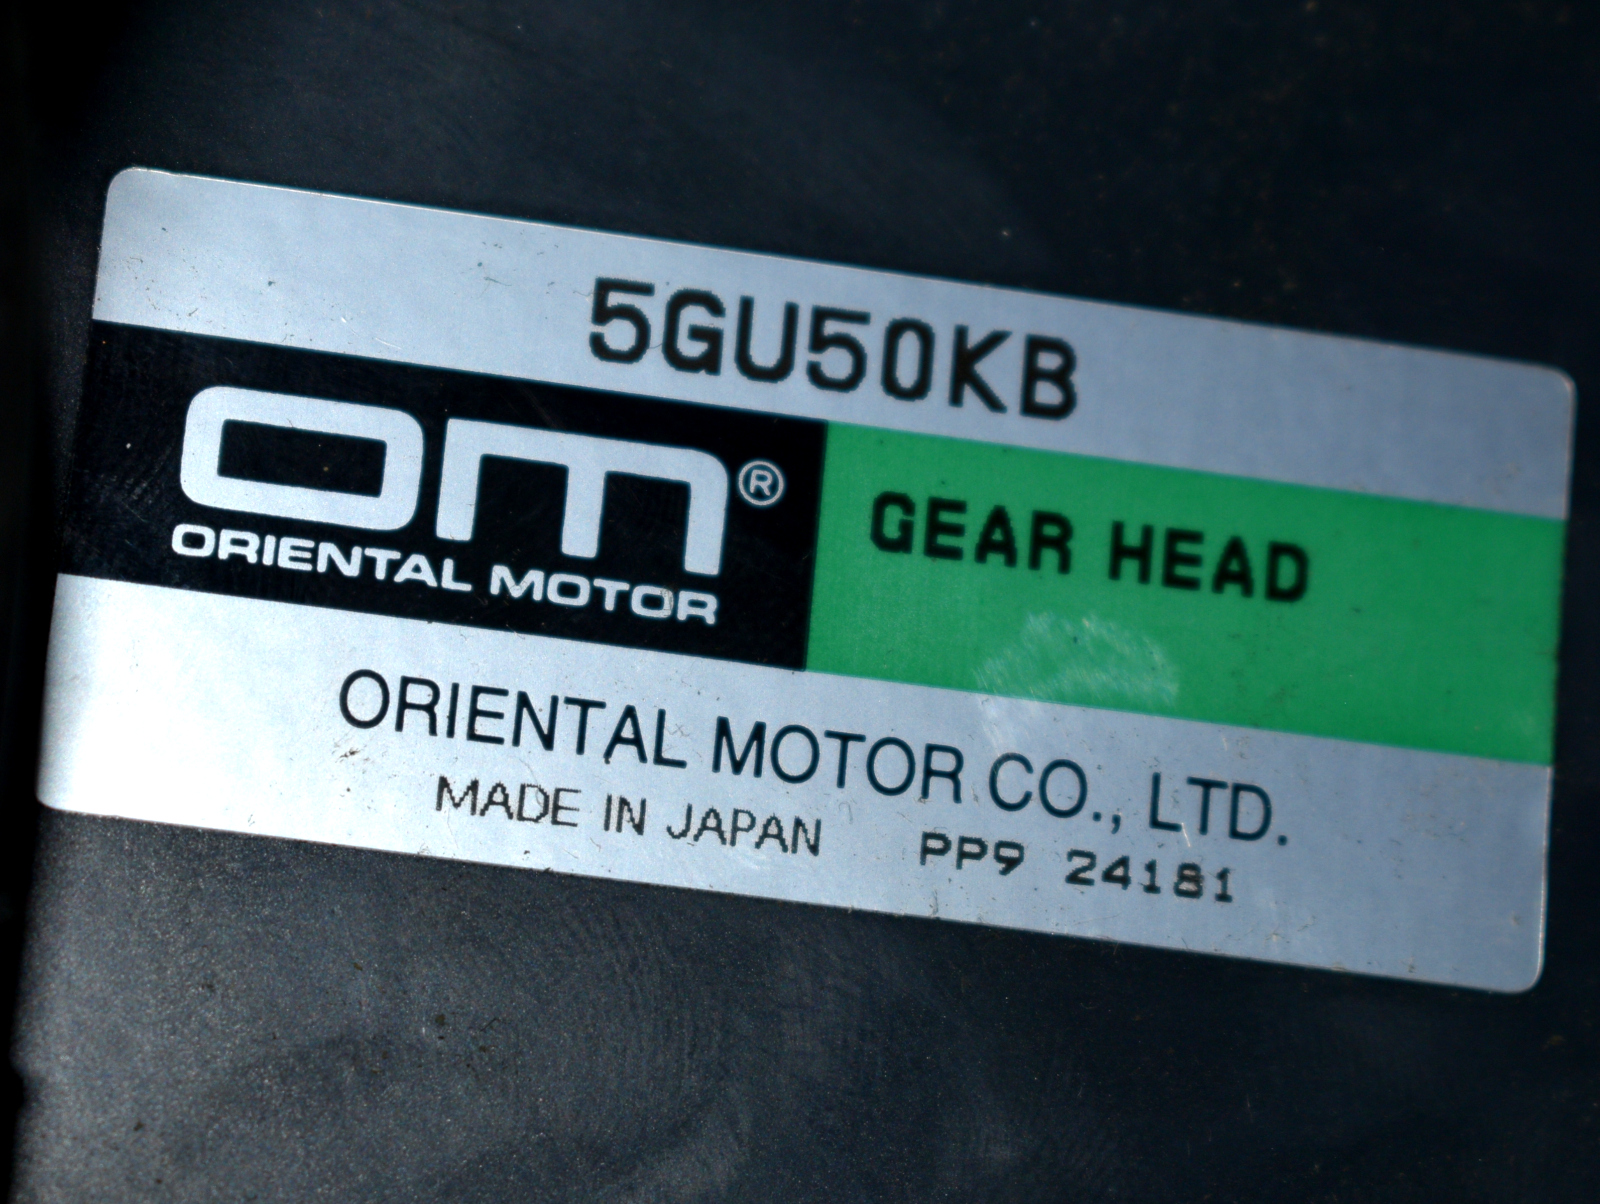 5GU50KB
om®
ORIENTAL MOTOR
GEAR HEAD
ORIENTAL MOTOR CO., LTD.
MADE IN JAPAN PP9 24181